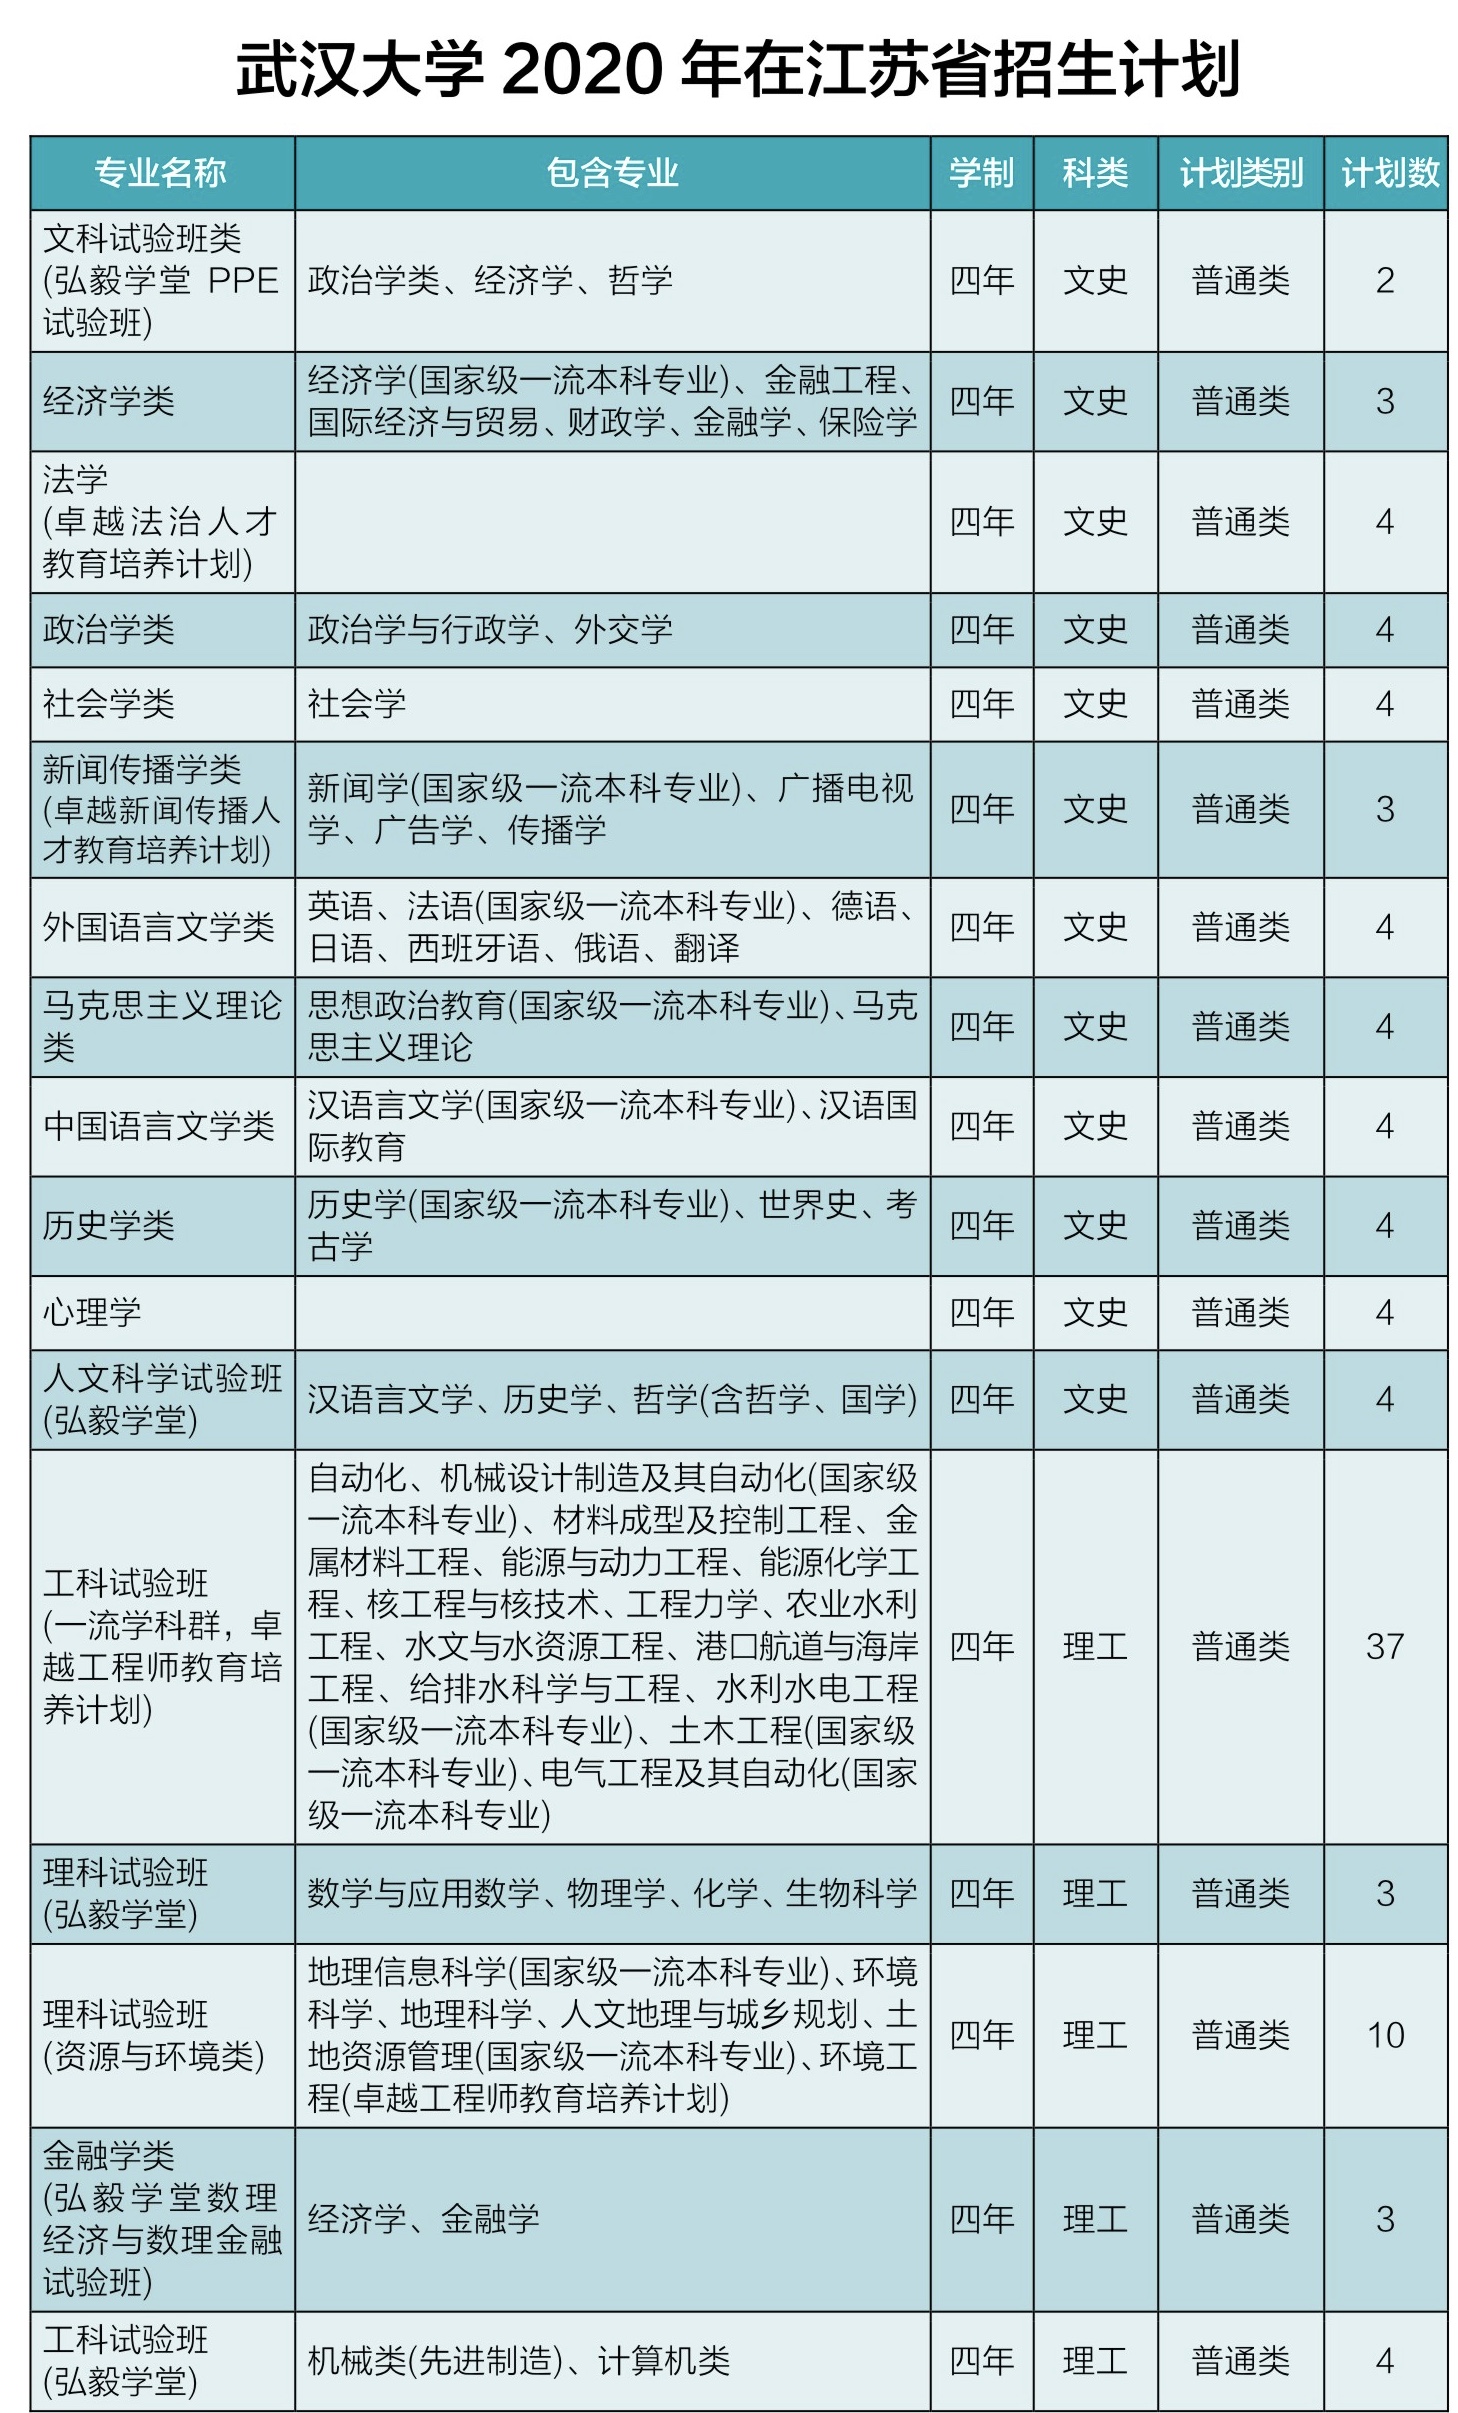 武汉大学 2020 年在江苏省招生计划
专业名称 包含专业 学制 科类 计划类别 计划数
文科试验班类
(弘毅学堂 PPE
试验班)
政治学类、经济学、哲学
四年 文史 普通类 2
经济学类
经济学(国家级一流本科专业)、金融工程、
国际经济与贸易、财政学、金融学、保险学
四年 文史 普通类 3
法学
(卓越法治人才
教育培养计划)
四年 文史 普通类 4
政治学类
政治学与行政学、外交学
四年 文史 普通类 4
社会学类
社会学
四年 文史 普通类 4
新闻传播学类
(卓越新闻传播人
才教育培养计划)
新闻学(国家级一流本科专业)、广播电视
学、广告学、传播学
四年 文史 普通类 3
外国语言文学类
英语、法语(国家级一流本科专业)、德语、
日语、西班牙语、俄语、翻译
四年 文史 普通类 4
马克思主义理论
类
思想政治教育(国家级一流本科专业)、马克
思主义理论
四年 文史 普通类 4
中国语言文学类
汉语言文学(国家级一流本科专业)、汉语国
际教育
四年 文史 普通类 4
历史学类
历史学(国家级一流本科专业)、世界史、考
古学
四年 文史 普通类 4
心理学
四年 文史 普通类 4
人文科学试验班
(弘毅学堂)
汉语言文学、历史学、哲学(含哲学、国学)
四年 文史 普通类 4
工科试验班
(一流学科群，卓
越工程师教育培
养计划)
自动化、机械设计制造及其自动化(国家级
一流本科专业)、材料成型及控制工程、金
属材料工程、能源与动力工程、能源化学工
程、核工程与核技术、工程力学、农业水利
工程、水文与水资源工程、港口航道与海岸
工程、给排水科学与工程、水利水电工程
(国家级一流本科专业)、土木工程(国家级
一流本科专业)、电气工程及其自动化(国家
级一流本科专业)
四年 理工 普通类 37
理科试验班
(弘毅学堂)
数学与应用数学、物理学、化学、生物科学
四年 理工 普通类 3
理科试验班
(资源与环境类)
地理信息科学(国家级一流本科专业)、环境
科学、地理科学、人文地理与城乡规划、土
地资源管理(国家级一流本科专业)、环境工
程(卓越工程师教育培养计划)
四年 理工 普通类 10
金融学类
(弘毅学堂数理
经济与数理金融
试验班)
经济学、金融学
四年 理工 普通类 3
工科试验班
(弘毅学堂)
机械类(先进制造)、计算机类
四年 理工 普通类 4